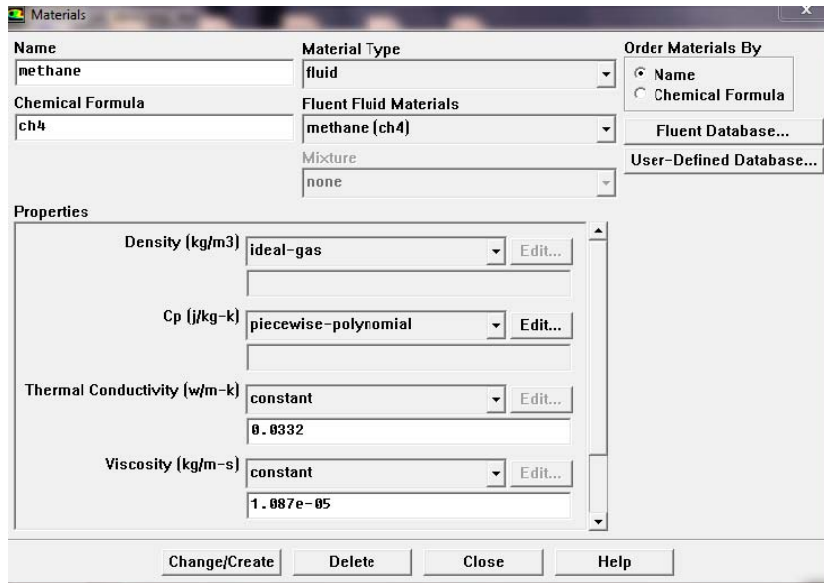 Materials
Name
methane
Material Type
fluid
Order Materials By
Name
Chemical Formula
Chemical Formula
ch4
Fluent Fluid Materials
methane (ch4)
Fluent Database...
Mixture
none
User-Defined Database...
Properties
Density (kg/m3) ideal-gas Edit...
Cp (j/kg-k) piecewise-polynomial Edit...
Thermal Conductivity (w/m-k) constant Edit...
0.0332
Viscosity (kg/m-s) constant Edit...
1.087e-05
Change/Create Delete Close Help